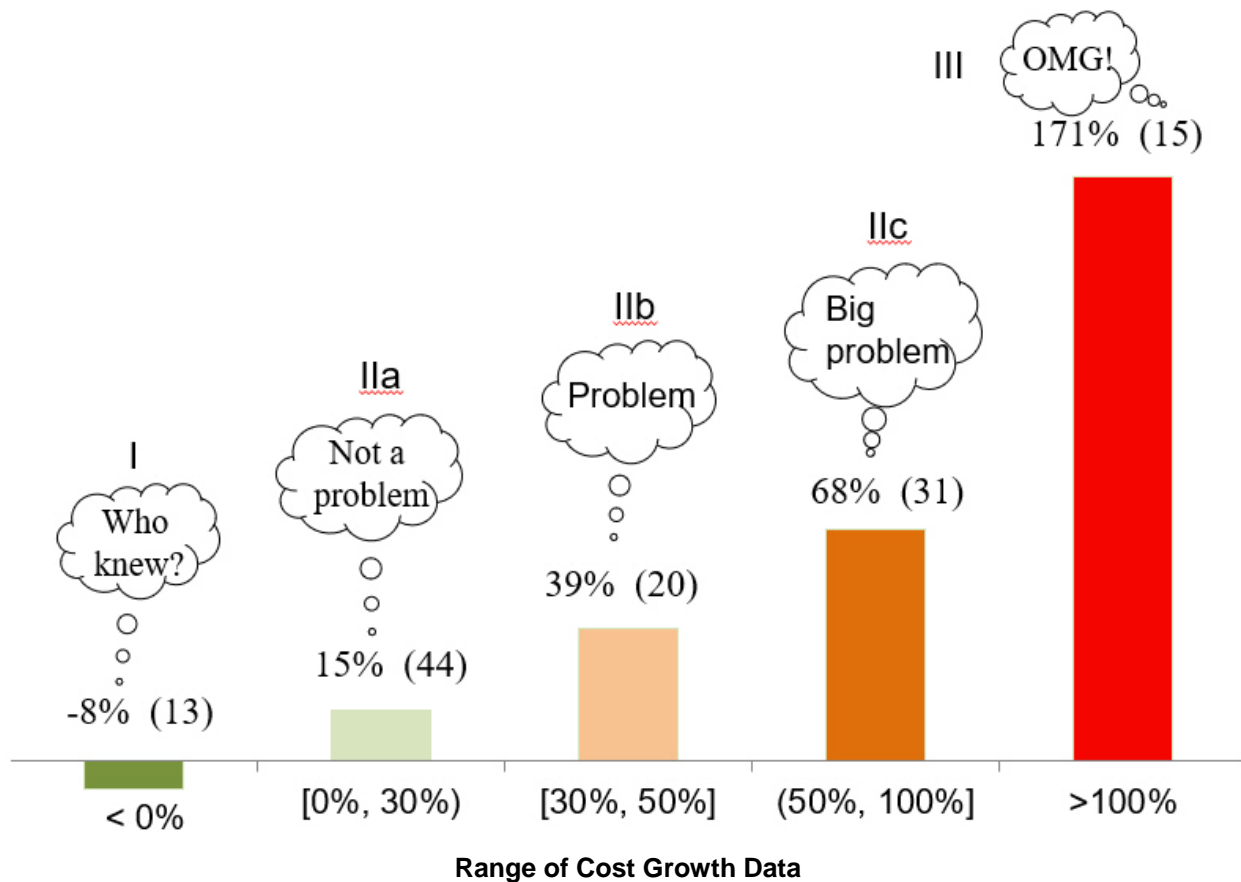 III
OMG!
171% (15)
IIc
Big
problem
68% (31)
IIb
Problem
39% (20)
IIa
Not a
problem
15% (44)
I
Who
knew?
-8% (13)
< 0%
[0%, 30%)
[30%, 50%]
(50%, 100%]
>100%
Range of Cost Growth Data